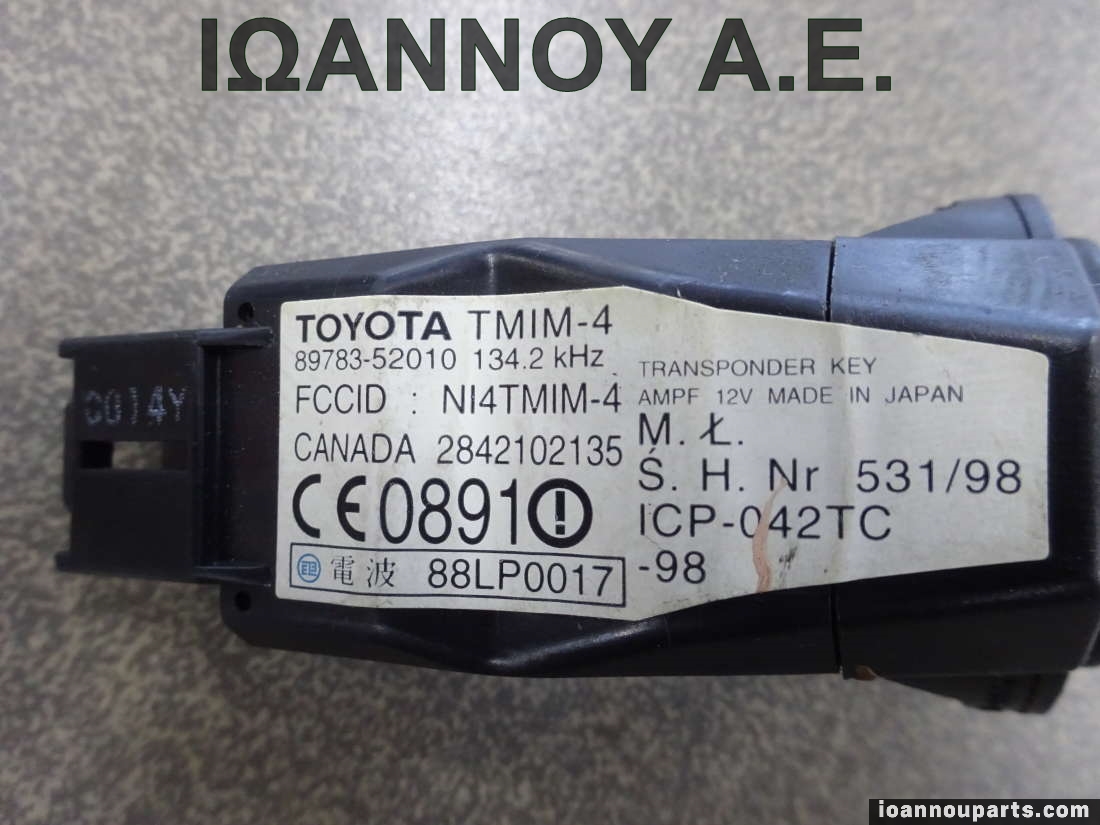 ΙΩΑΝΝΟΥ Α.Ε.
TOYOTA TMIM-4
89783-52010 134.2 kHz
FCCID : NI4TMIM-4
CANADA 2842102135
CE0891
電波 88LP0017
TRANSPONDER KEY
AMPF 12V MADE IN JAPAN
M. Ł.
Ś. H. Nr 531/98
ICP-042TC
-98
0014Y
ioannouparts.com